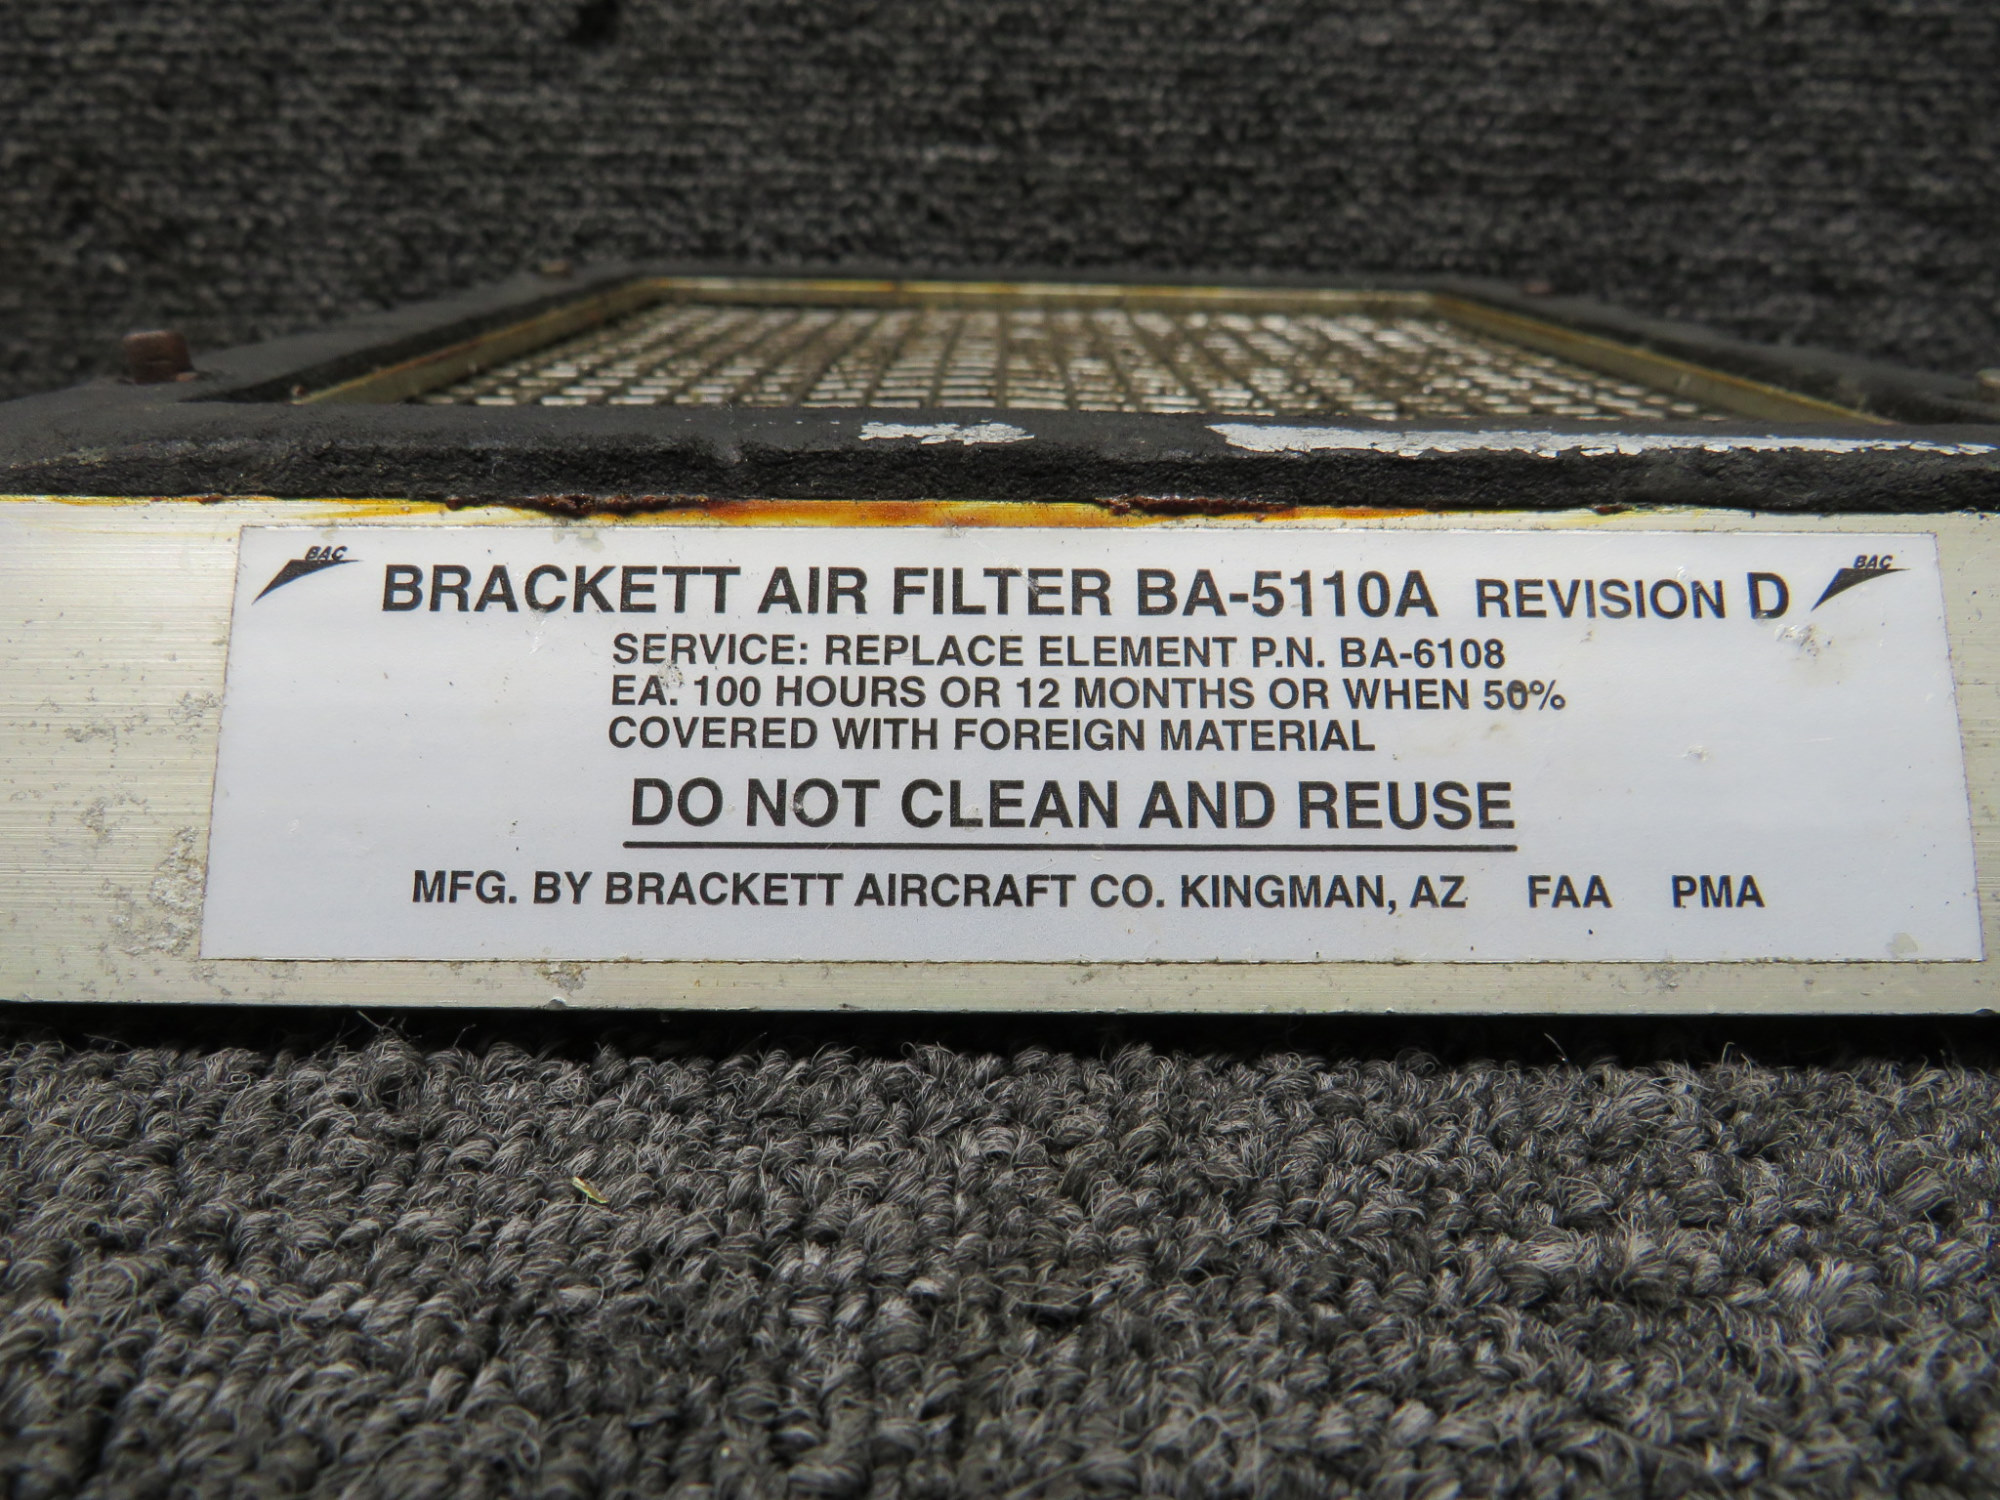 BAC
BRACKETT AIR FILTER BA-5110A REVISION D
BAC
SERVICE: REPLACE ELEMENT P.N. BA-6108
EA. 100 HOURS OR 12 MONTHS OR WHEN 50%
COVERED WITH FOREIGN MATERIAL
DO NOT CLEAN AND REUSE
MFG. BY BRACKETT AIRCRAFT CO. KINGMAN, AZ FAA PMA